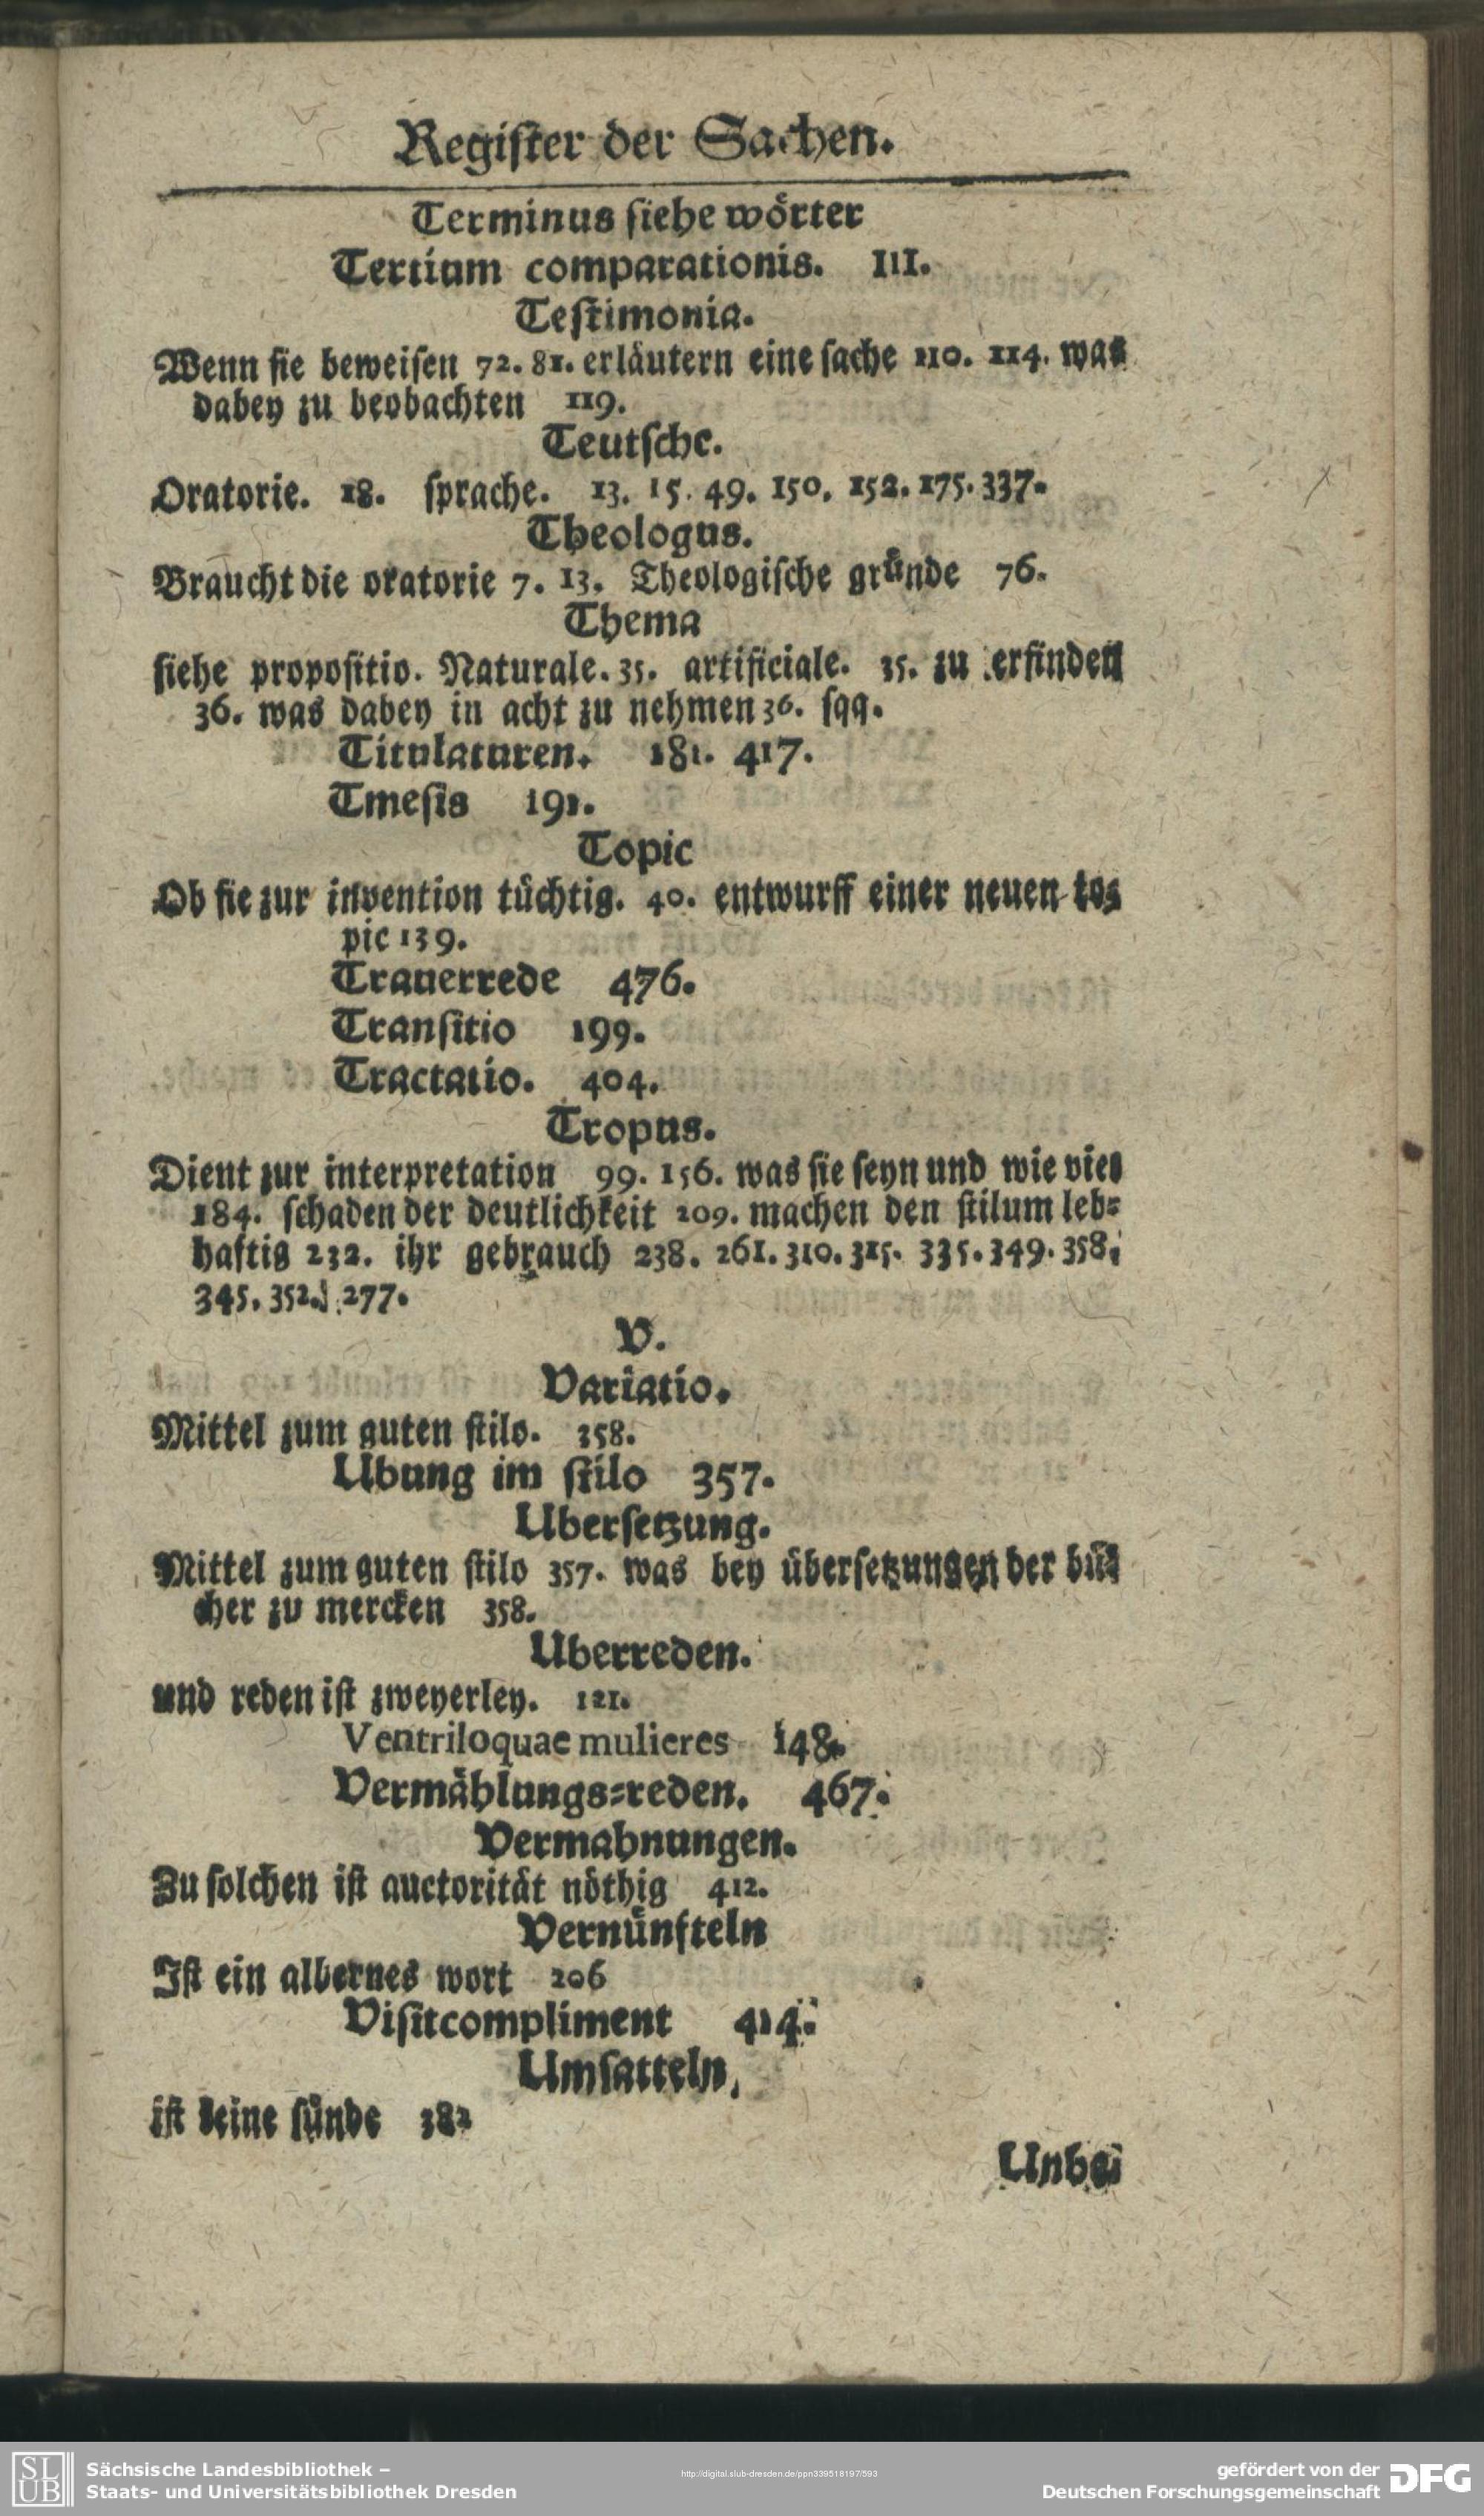 Regiſter der Sachen.
Terminus ſiehe wörter
Tertium comparationis. 111.
Teſtimonia.
Wenn ſie beweiſen 72. 81. erläutern eine ſache 110. 114. was
dabey zu beobachten 119.
Teutſche.
Oratorie. 18. ſprache. 13. 15. 49. 150. 152. 175. 337.
Theologus.
Braucht die oratorie 7. 13. Theologiſche gründe 76.
Thema
ſiehe propoſitio. Naturale. 35. artificiale. 35. zu erfinden
36. was dabey in acht zu nehmen 36. ſqq.
Titulaturen. 181. 417.
Tmeſis 191.
Topic
Ob ſie zur invention tüchtig. 40. entwurff einer neuen to⸗
pic 139.
Trauerrede 476.
Tranſitio 199.
Tractatio. 404.
Tropus.
Dient zur interpretation 99. 156. was ſie ſeyn und wie viel
184. ſchaden der deutlichkeit 209. machen den ſtilum leb⸗
haftig 232. ihr gebrauch 238. 261. 310. 315. 335. 349. 358.
345. 352. 277.
V.
Variatio.
Mittel zum guten ſtilo. 358.
Ubung im ſtilo 357.
Uberſetzung.
Mittel zum guten ſtilo 357. was bey überſetzungen der bü⸗
cher zu mercken 358.
Uberreden.
und reden iſt zweyerley. 121.
Ventriloquae mulieres 148.
Vermählungs⸗reden. 467.
Vermahnungen.
Zu ſolchen iſt auctorität nöthig 412.
Vernünfteln
Iſt ein albernes wort 206
Viſitcompliment 414.
Umſatteln,
iſt keine ſünde 382
Unbe⸗
SLUB
Sächsische Landesbibliothek –
Staats- und Universitätsbibliothek Dresden
http://digital.slub-dresden.de/ppn339518197/593
gefördert von der
Deutschen Forschungsgemeinschaft
DFG